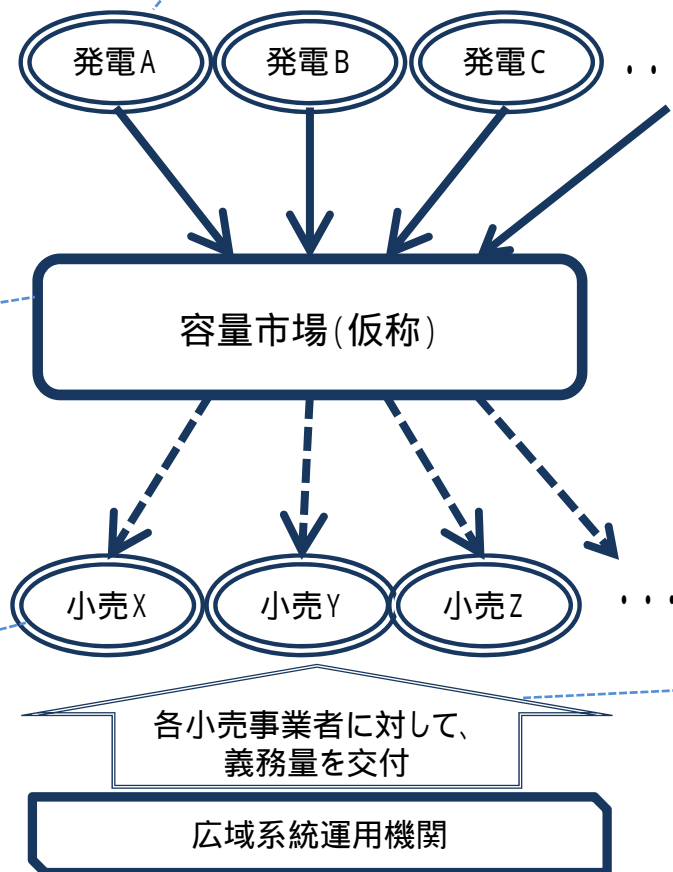 発電A 発電B 発電C ・・
容量市場(仮称)
小売X 小売Y 小売Z ・・・
各小売事業者に対して、
義務量を交付
広域系統運用機関